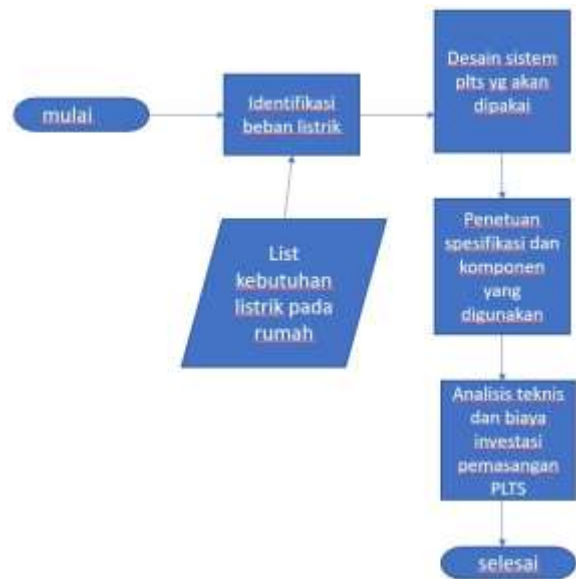 mulai
Identifikasi
beban listrik
List
kebutuhan
listrik pada
rumah
Desain sistem
plts yg akan
dipakai
Penetuan
spesifikasi dan
komponen
yang
digunakan
Analisis teknis
dan biaya
investasi
pemasangan
PLTS
selesai